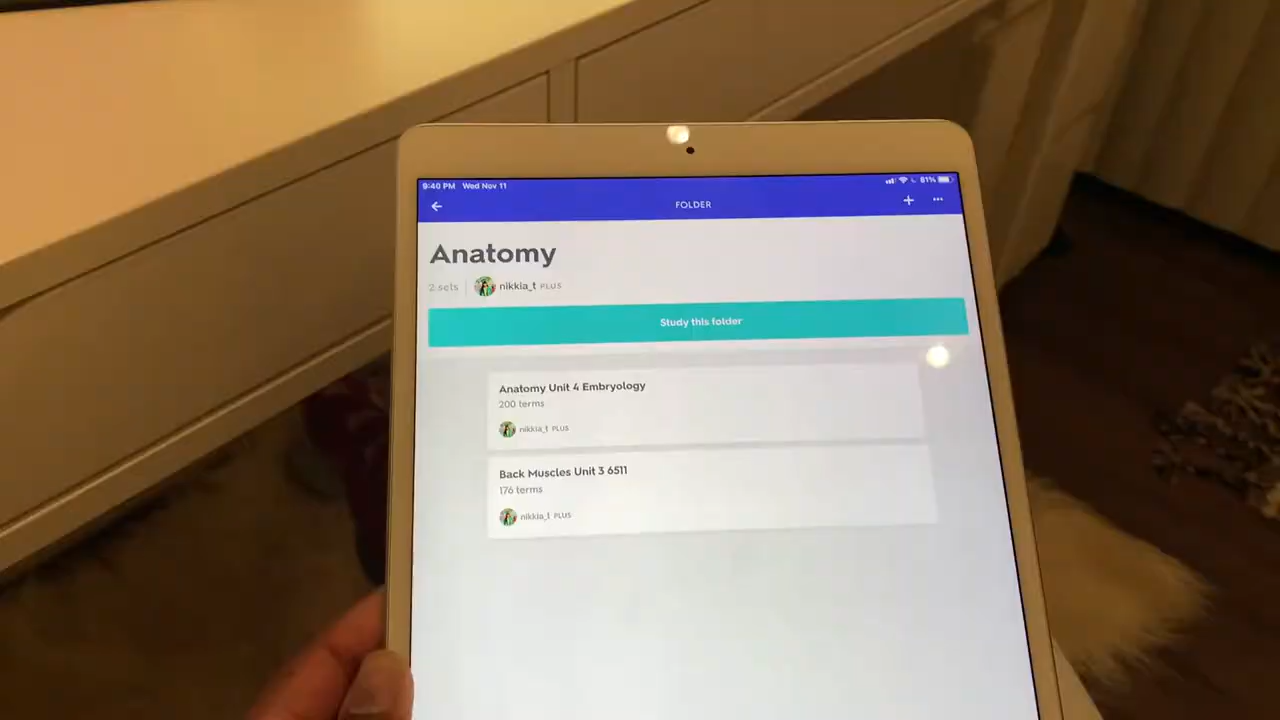 9:40 PM Wed Nov 11
81%
FOLDER
Anatomy
2 sets nikkia_t PLUS
Study this folder
Anatomy Unit 4 Embryology
200 terms
nikkia_t PLUS
Back Muscles Unit 3 6511
176 terms
nikkia_t PLUS